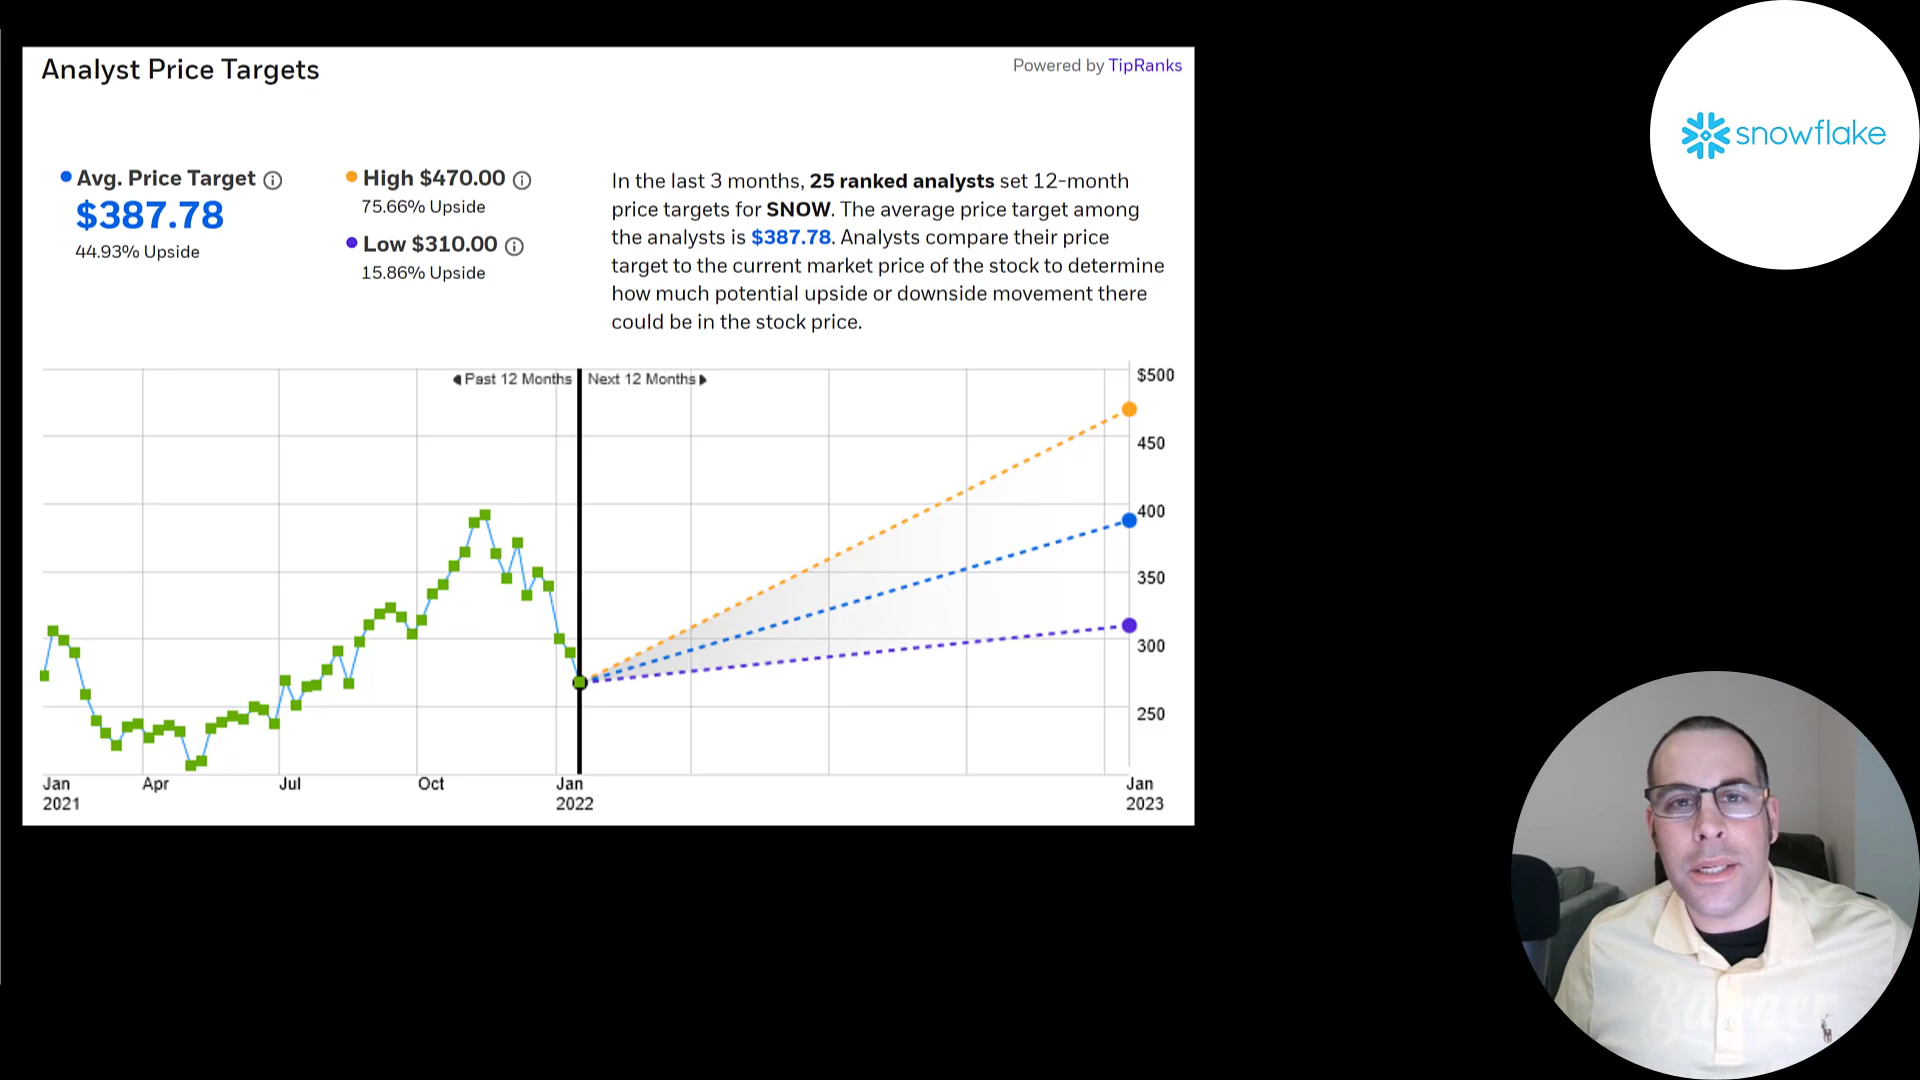 Analyst Price Targets
Powered by TipRanks
Avg. Price Target
$387.78
44.93% Upside
High $470.00
75.66% Upside
Low $310.00
15.86% Upside
In the last 3 months, 25 ranked analysts set 12-month
price targets for SNOW. The average price target among
the analysts is $387.78. Analysts compare their price
target to the current market price of the stock to determine
how much potential upside or downside movement there
could be in the stock price.
Past 12 Months
Next 12 Months
$500
450
400
350
300
250
Jan
2021
Apr
Jul
Oct
Jan
2022
Jan
2023
snowflake